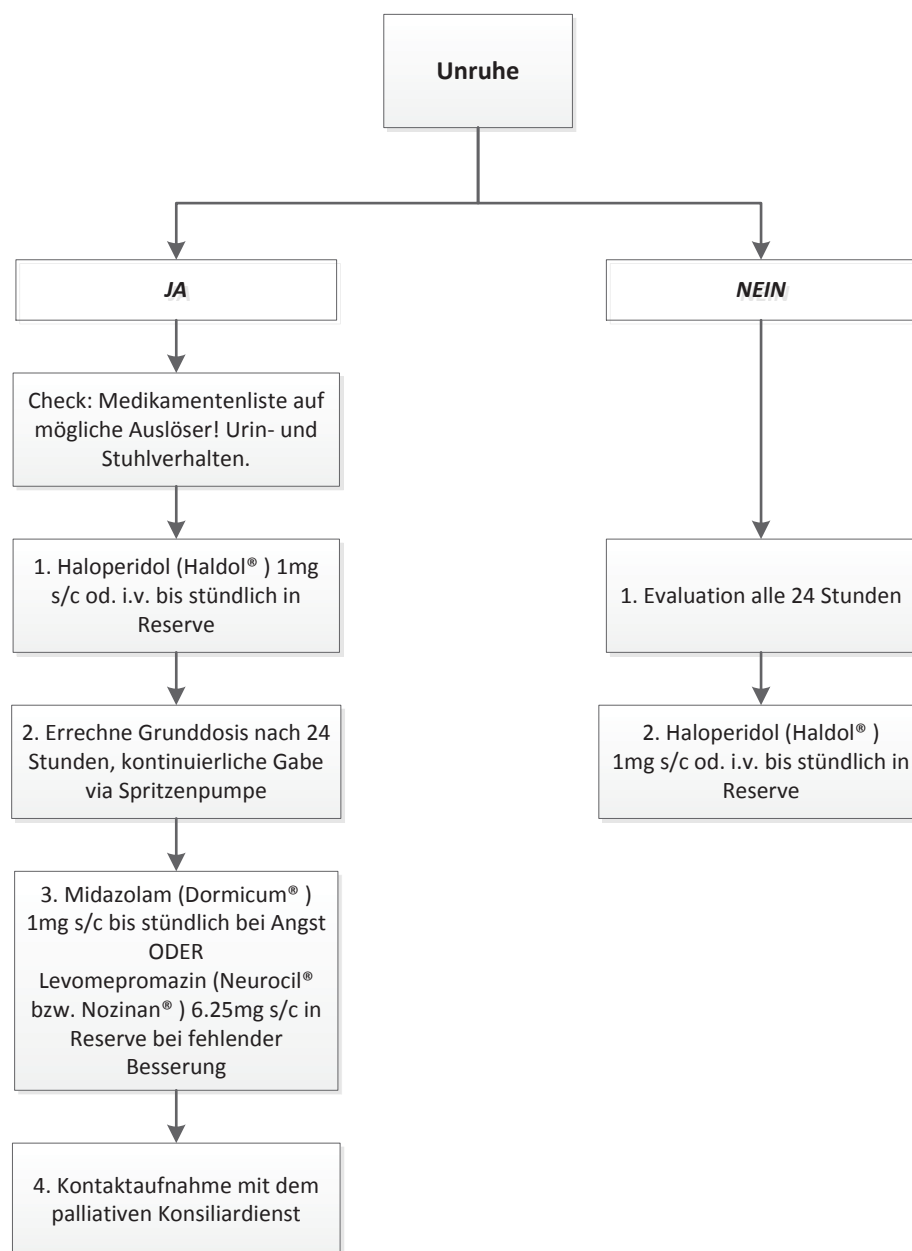 Unruhe
JA
Check: Medikamentenliste auf
mögliche Auslöser! Urin- und
Stuhlverhalten.
1. Haloperidol (Haldol® ) 1mg
s/c od. i.v. bis stündlich in
Reserve
2. Errechne Grunddosis nach 24
Stunden, kontinuierliche Gabe
via Spritzenpumpe
3. Midazolam (Dormicum® )
1mg s/c bis stündlich bei Angst
ODER
Levomepromazin (Neurocil®
bzw. Nozinan® ) 6.25mg s/c in
Reserve bei fehlender
Besserung
4. Kontaktaufnahme mit dem
palliativen Konsiliardienst
NEIN
1. Evaluation alle 24 Stunden
2. Haloperidol (Haldol® )
1mg s/c od. i.v. bis stündlich in
Reserve